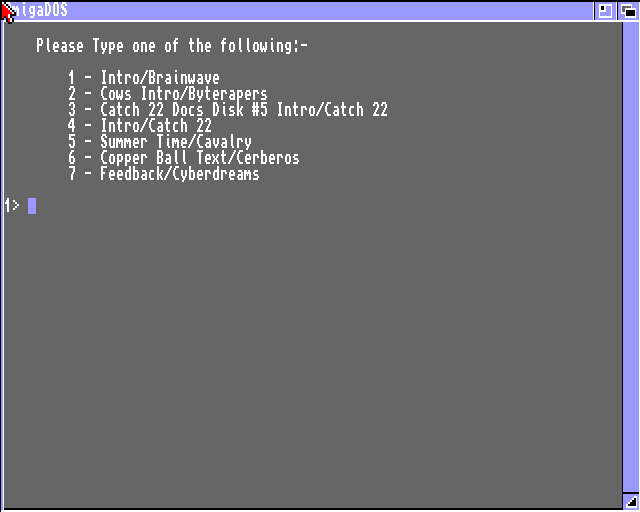 AmigaDOS
Please Type one of the following:-
1 - Intro/Brainwave
2 - Cows Intro/Byterapers
3 - Catch 22 Docs Disk #5 Intro/Catch 22
4 - Intro/Catch 22
5 - Summer Time/Cavalry
6 - Copper Ball Text/Cerberos
7 - Feedback/Cyberdreams
1>